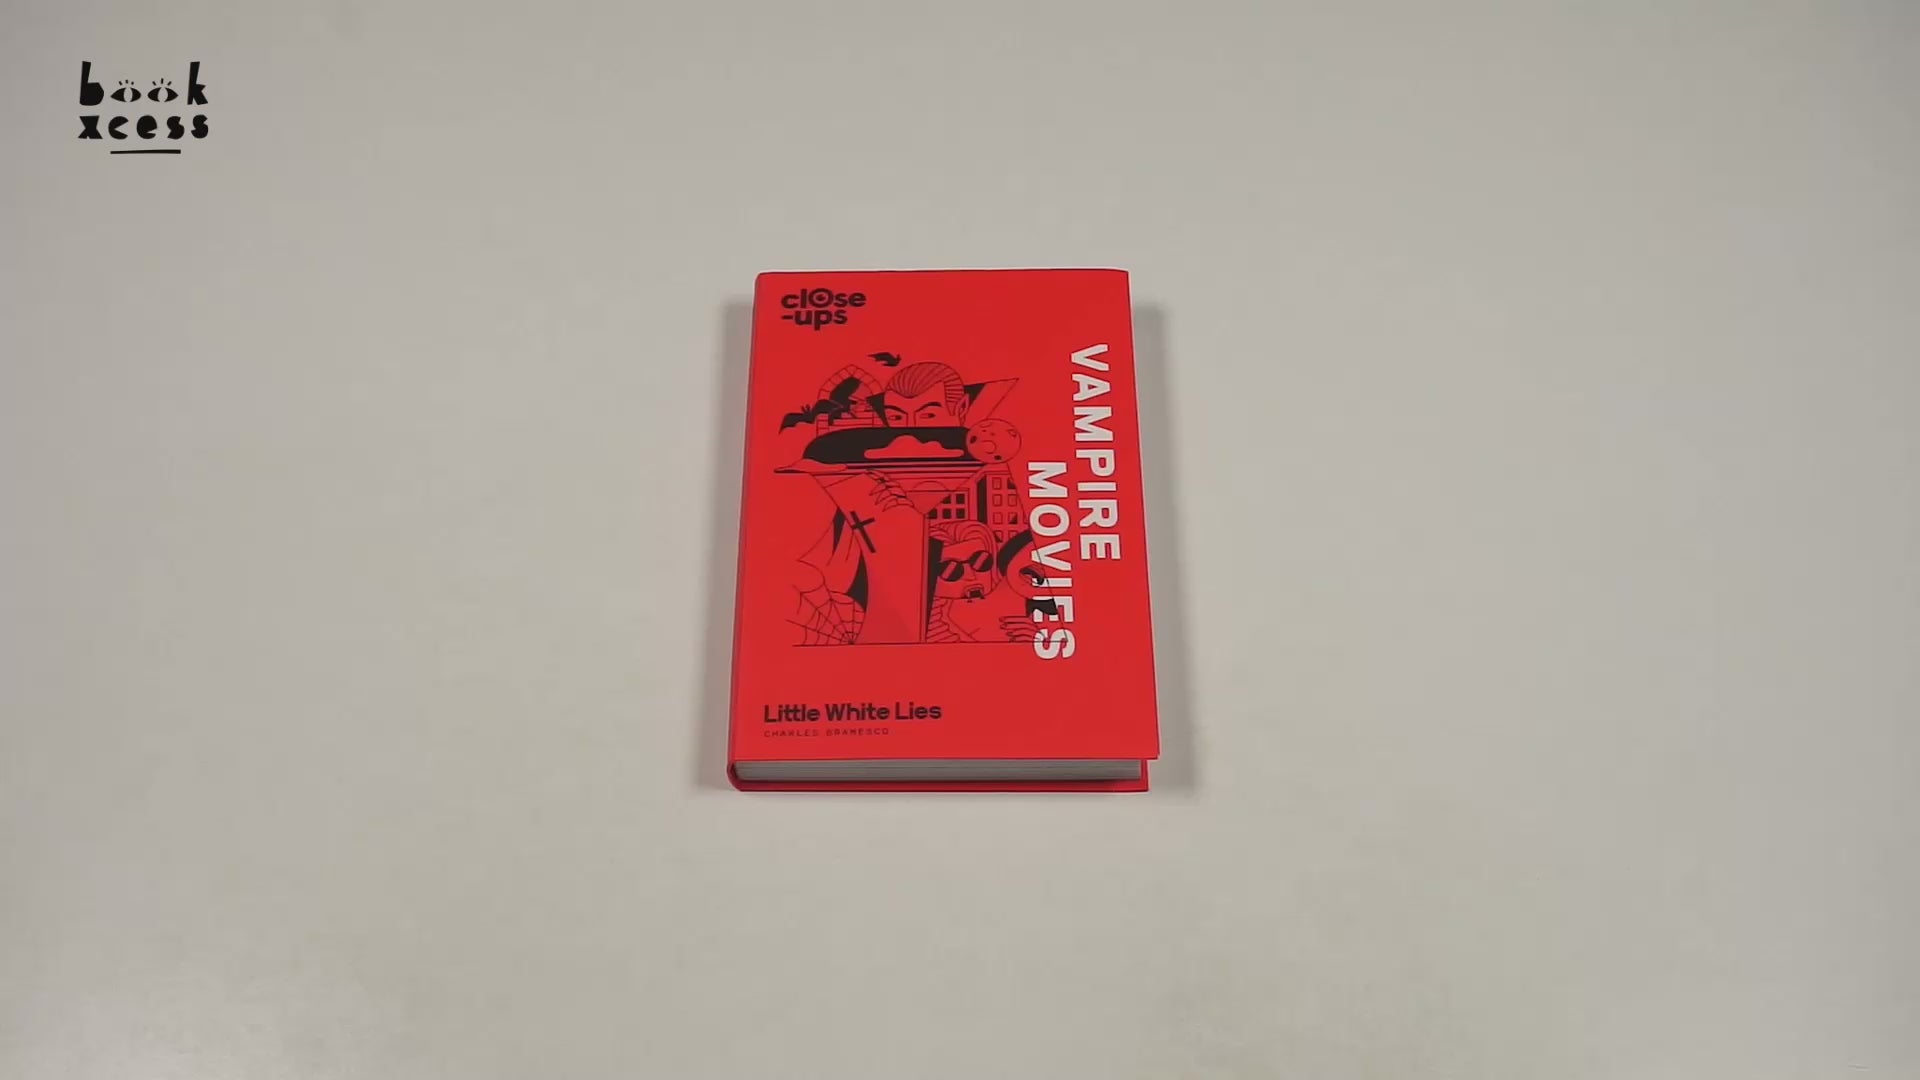 book
xcess
close
-ups
VAMPIRE
MOVIES
Little White Lies
CHARLES BRAMESCO